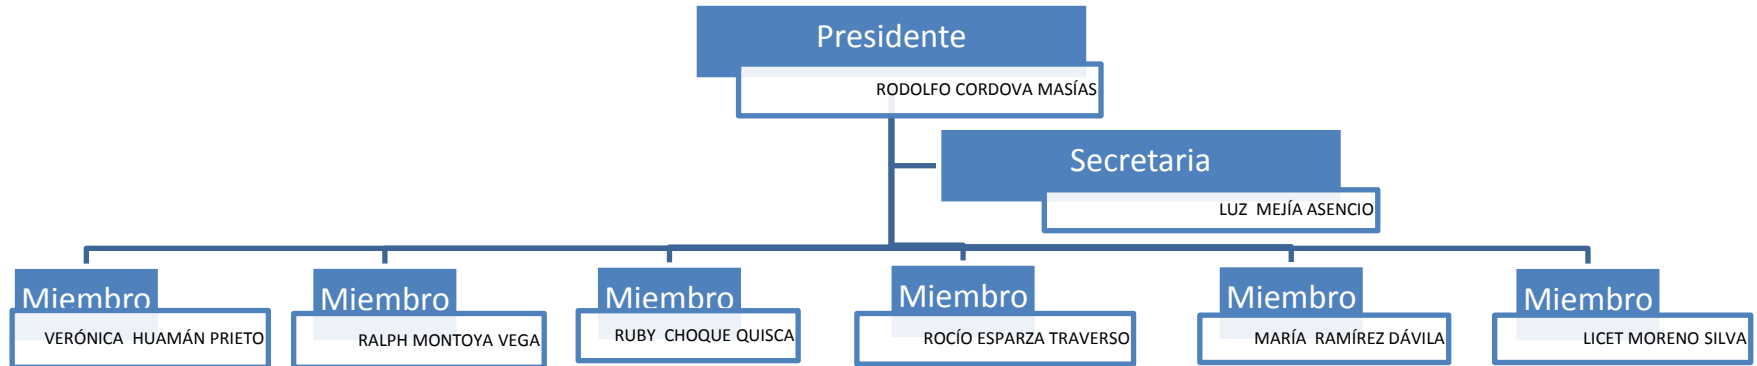 Presidente
RODOLFO CORDOVA MASÍAS
Secretaria
LUZ MEJÍA ASENCIO
Miembro
VERÓNICA HUAMÁN PRIETO
Miembro
RALPH MONTOYA VEGA
Miembro
RUBY CHOQUE QUISCA
Miembro
ROCÍO ESPARZA TRAVERSO
Miembro
MARÍA RAMÍREZ DÁVILA
Miembro
LICET MORENO SILVA